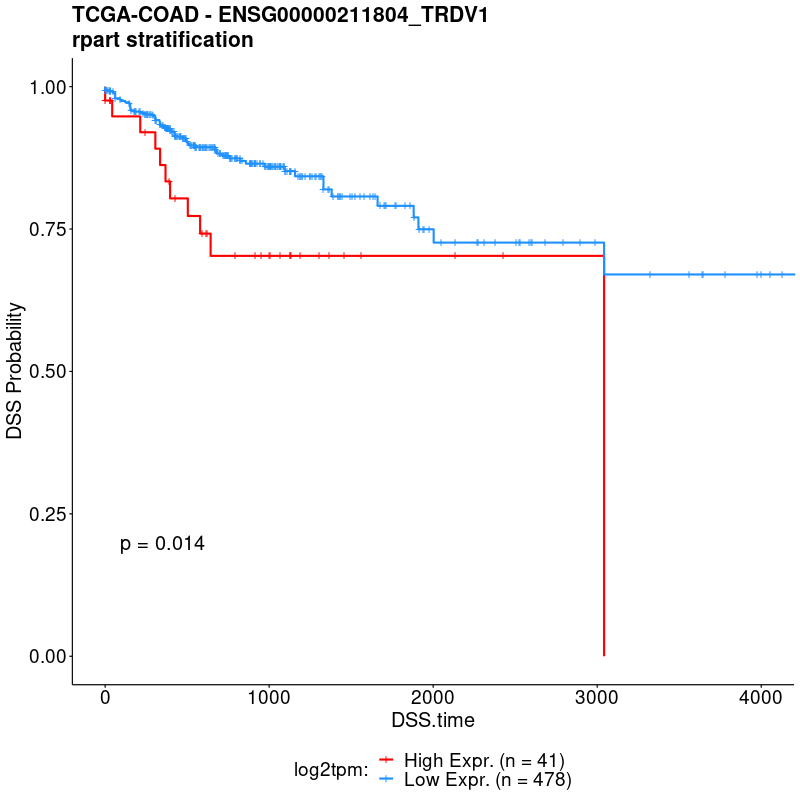 TCGA-COAD - ENSG00000211804_TRDV1
rpart stratification
1.00
0.75
0.50
0.25
0.00
DSS Probability
p = 0.014
0 1000 2000 3000 4000
DSS.time
log2tpm:
High Expr. (n = 41)
Low Expr. (n = 478)